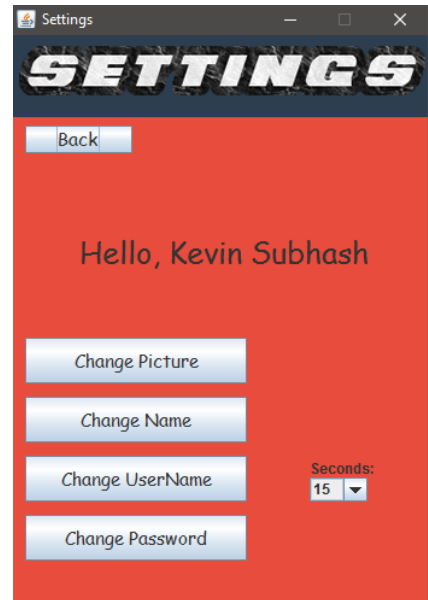 Settings
SETTINGS
Back
Hello, Kevin Subhash
Change Picture
Change Name
Change UserName
Seconds:
15
Change Password